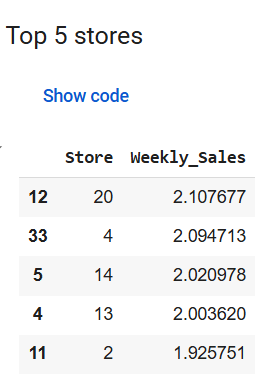 Top 5 stores
Show code
Store Weekly_Sales
12 20 2.107677
33 4 2.094713
5 14 2.020978
4 13 2.003620
11 2 1.925751